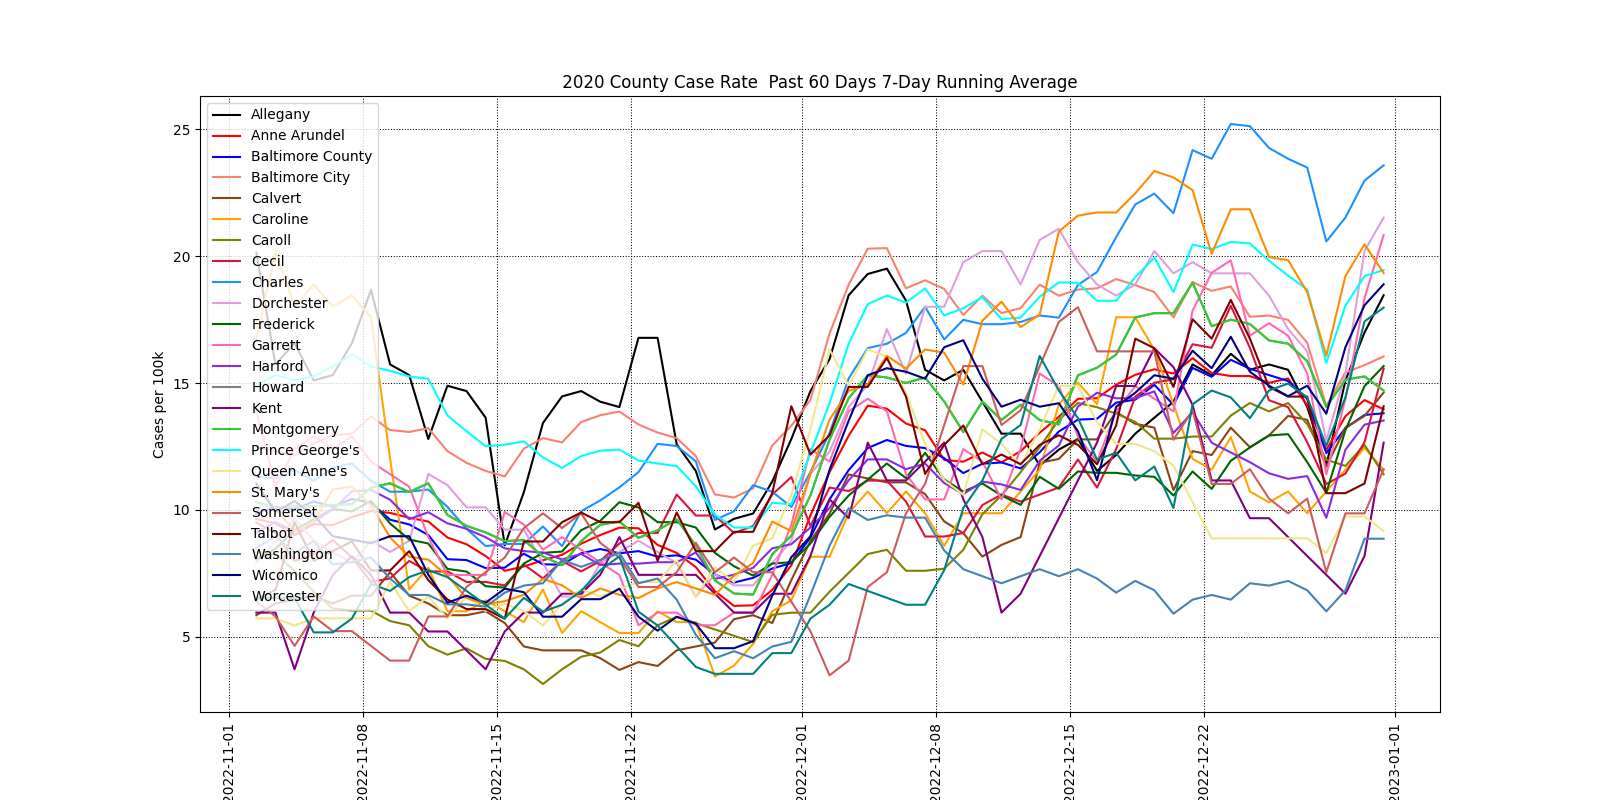 2020 County Case Rate  Past 60 Days 7-Day Running Average
Cases per 100k
25
20
15
10
5
Allegany
Anne Arundel
Baltimore County
Baltimore City
Calvert
Caroline
Caroll
Cecil
Charles
Dorchester
Frederick
Garrett
Harford
Howard
Kent
Montgomery
Prince George's
Queen Anne's
St. Mary's
Somerset
Talbot
Washington
Wicomico
Worcester
2022-11-01
2022-11-08
2022-11-15
2022-11-22
2022-12-01
2022-12-08
2022-12-15
2022-12-22
2023-01-01